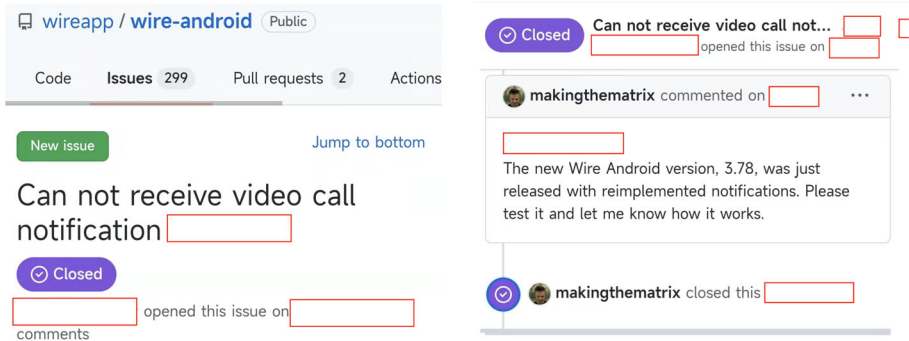 wireapp / wire-android Public
Code Issues 299 Pull requests 2 Actions
New issue
Jump to bottom
Can not receive video call
notification
Closed
opened this issue on
comments
Closed
Can not receive video call not...
opened this issue on
makingthematrix commented on
The new Wire Android version, 3.78, was just
released with reimplemented notifications. Please
test it and let me know how it works.
makingthematrix closed this